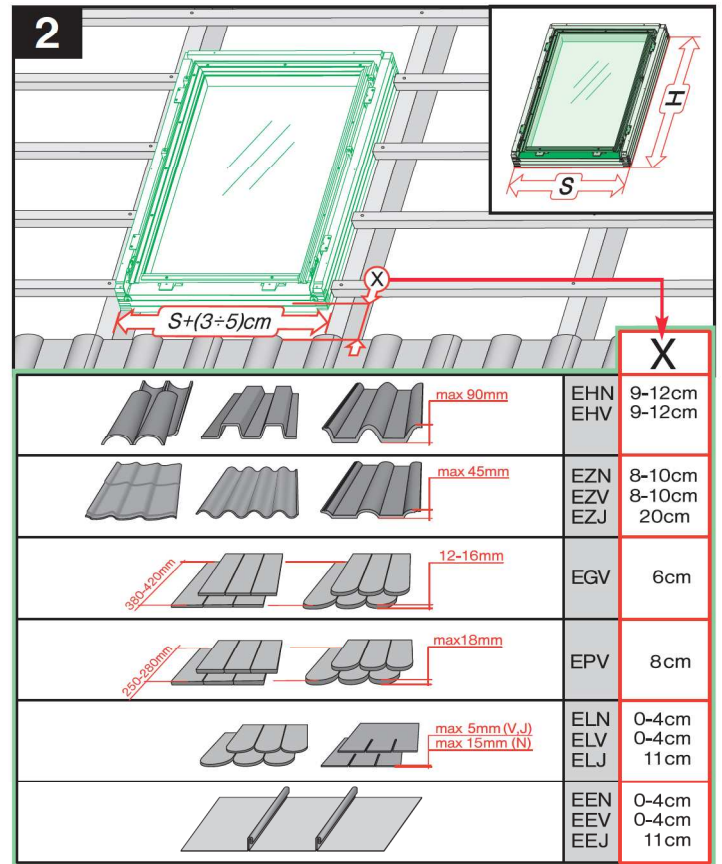 2
H
S
X
S+(3÷5)cm
X
max 90mm
EHN 9-12cm
EHV 9-12cm
max 45mm
EZN 8-10cm
EZV 8-10cm
EZJ 20cm
380-420mm
12-16mm
EGV 6cm
250-280mm
max18mm
EPV 8cm
max 5mm (V,J)
max 15mm (N)
ELN 0-4cm
ELV 0-4cm
ELJ 11cm
EEN 0-4cm
EEV 0-4cm
EEJ 11cm